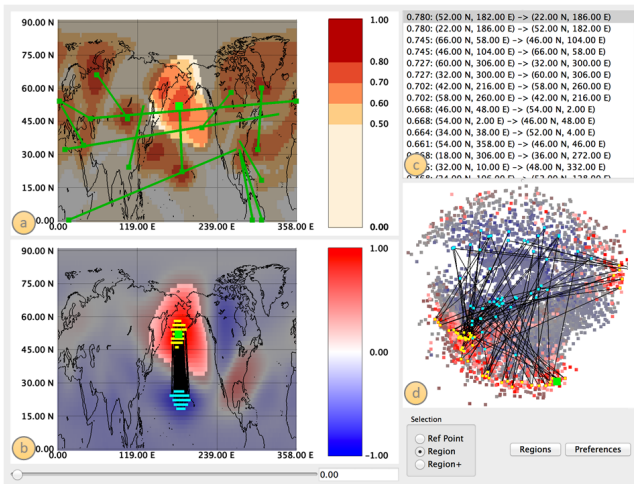 90.00 N
75.00 N
60.00 N
45.00 N
30.00 N
15.00 N
0.00 N
0.00 E
119.00 E
239.00 E
358.00 E
1.00
0.80
0.70
0.60
0.50
0.00
a
90.00 N
75.00 N
60.00 N
45.00 N
30.00 N
15.00 N
0.00 E
119.00 E
239.00 E
358.00 E
1.00
0.00
-1.00
b
0.00
0.780: (52.00 N, 182.00 E) -> (22.00 N, 186.00 E)
0.780: (22.00 N, 186.00 E) -> (52.00 N, 182.00 E)
0.745: (66.00 N, 58.00 E) -> (46.00 N, 104.00 E)
0.745: (46.00 N, 104.00 E) -> (66.00 N, 58.00 E)
0.727: (60.00 N, 306.00 E) -> (32.00 N, 300.00 E)
0.727: (32.00 N, 300.00 E) -> (60.00 N, 306.00 E)
0.702: (42.00 N, 216.00 E) -> (58.00 N, 260.00 E)
0.702: (58.00 N, 260.00 E) -> (42.00 N, 216.00 E)
0.668: (46.00 N, 48.00 E) -> (54.00 N, 2.00 E)
0.668: (54.00 N, 2.00 E) -> (46.00 N, 48.00 E)
0.664: (34.00 N, 38.00 E) -> (52.00 N, 4.00 E)
0.661: (54.00 N, 358.00 E) -> (46.00 N, 46.00 E)
(18.00 N, 306.00 E) -> (36.00 N, 272.00 E)
(32.00 N, 10.00 E) -> (48.00 N, 332.00 E)
c
d
Selection
Ref Point
Region
Region+
Regions
Preferences